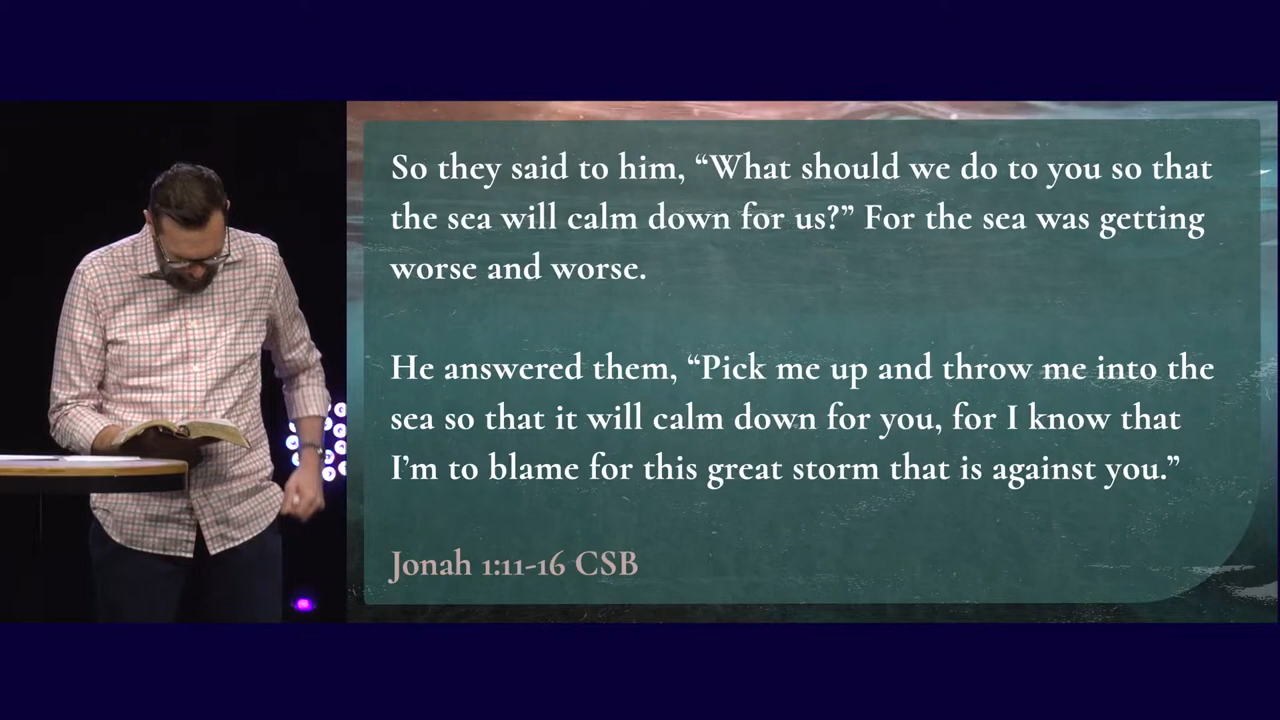 So they said to him, “What should we do to you so that
the sea will calm down for us?” For the sea was getting
worse and worse.
He answered them, “Pick me up and throw me into the
sea so that it will calm down for you, for I know that
I’m to blame for this great storm that is against you.”
Jonah 1:11-16 CSB